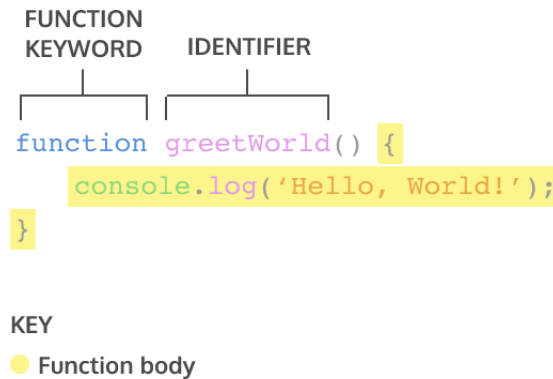 FUNCTION
KEYWORD
IDENTIFIER
function greetWorld() {
console.log(‘Hello, World!’);
}
KEY
Function body